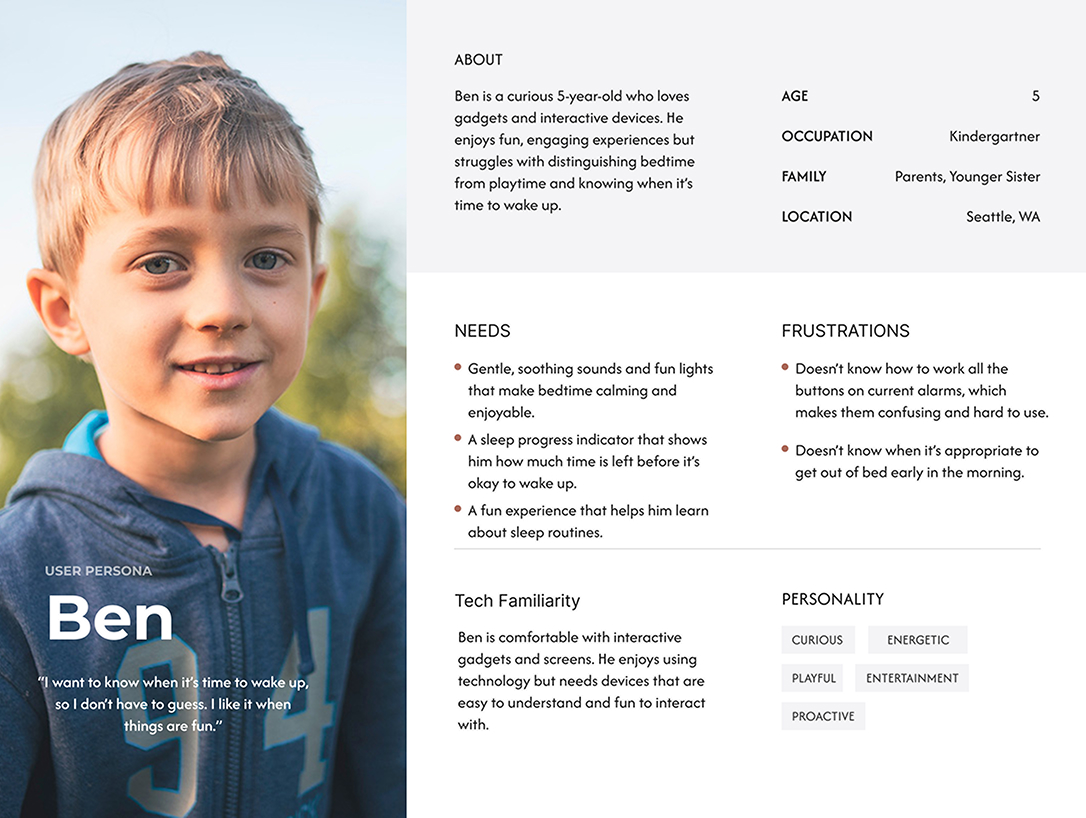 USER PERSONA
Ben
“I want to know when it’s time to wake up,
so I don’t have to guess. I like it when
things are fun.”
94
ABOUT
Ben is a curious 5-year-old who loves
gadgets and interactive devices. He
enjoys fun, engaging experiences but
struggles with distinguishing bedtime
from playtime and knowing when it’s
time to wake up.
AGE 5
OCCUPATION Kindergartner
FAMILY Parents, Younger Sister
LOCATION Seattle, WA
NEEDS
Gentle, soothing sounds and fun lights
that make bedtime calming and
enjoyable.
A sleep progress indicator that shows
him how much time is left before it’s
okay to wake up.
A fun experience that helps him learn
about sleep routines.
FRUSTRATIONS
Doesn’t know how to work all the
buttons on current alarms, which
makes them confusing and hard to use.
Doesn’t know when it’s appropriate to
get out of bed early in the morning.
Tech Familiarity
Ben is comfortable with interactive
gadgets and screens. He enjoys using
technology but needs devices that are
easy to understand and fun to interact
with.
PERSONALITY
CURIOUS ENERGETIC
PLAYFUL ENTERTAINMENT
PROACTIVE